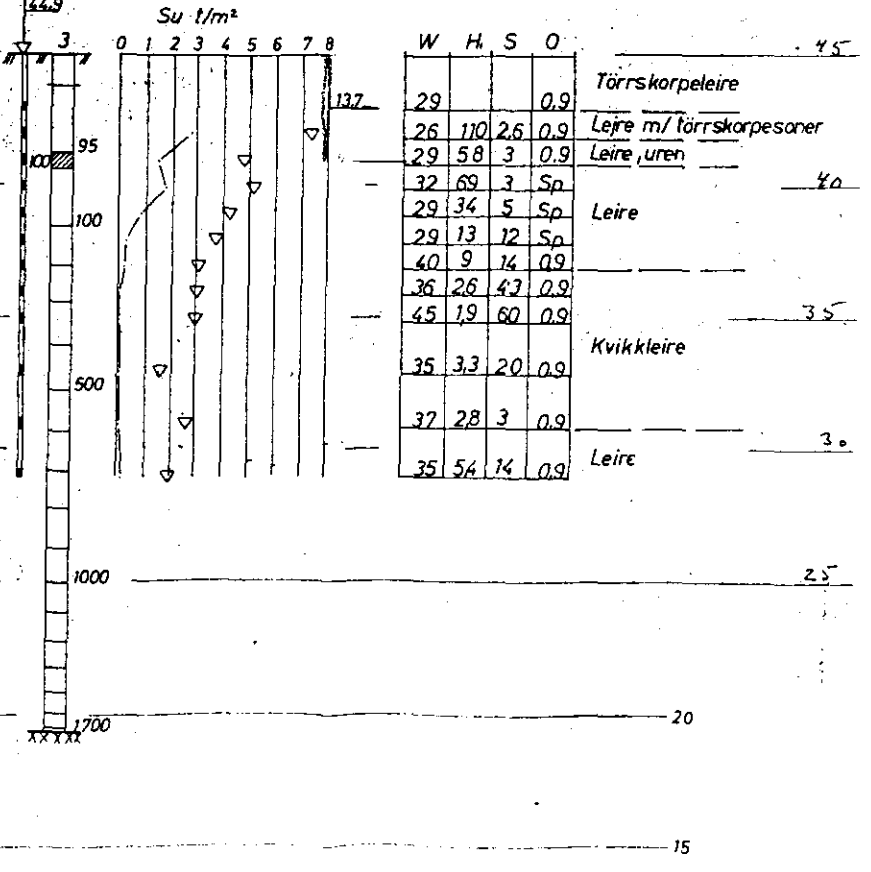 44.9
Su t/m²
3 0 1 2 3 4 5 6 7 8
W H. S O
45
Törrskorpeleire
13.7
29 0.9
26 110 2,6 0.9 Leire m/ törrskorpesoner
95
29 58 3 0.9 Leire, uren
100
32 69 3 Sp
40
29 34 5 Sp Leire
100
29 13 12 Sp
40 9 14 0.9
36 2,6 43 0.9
45 1,9 60 0.9
35
Kvikkleire
35 3,3 20 0.9
500
37 2,8 3 0.9
30
Leire
35 5,4 14 0.9
1000
25
1700
20
15